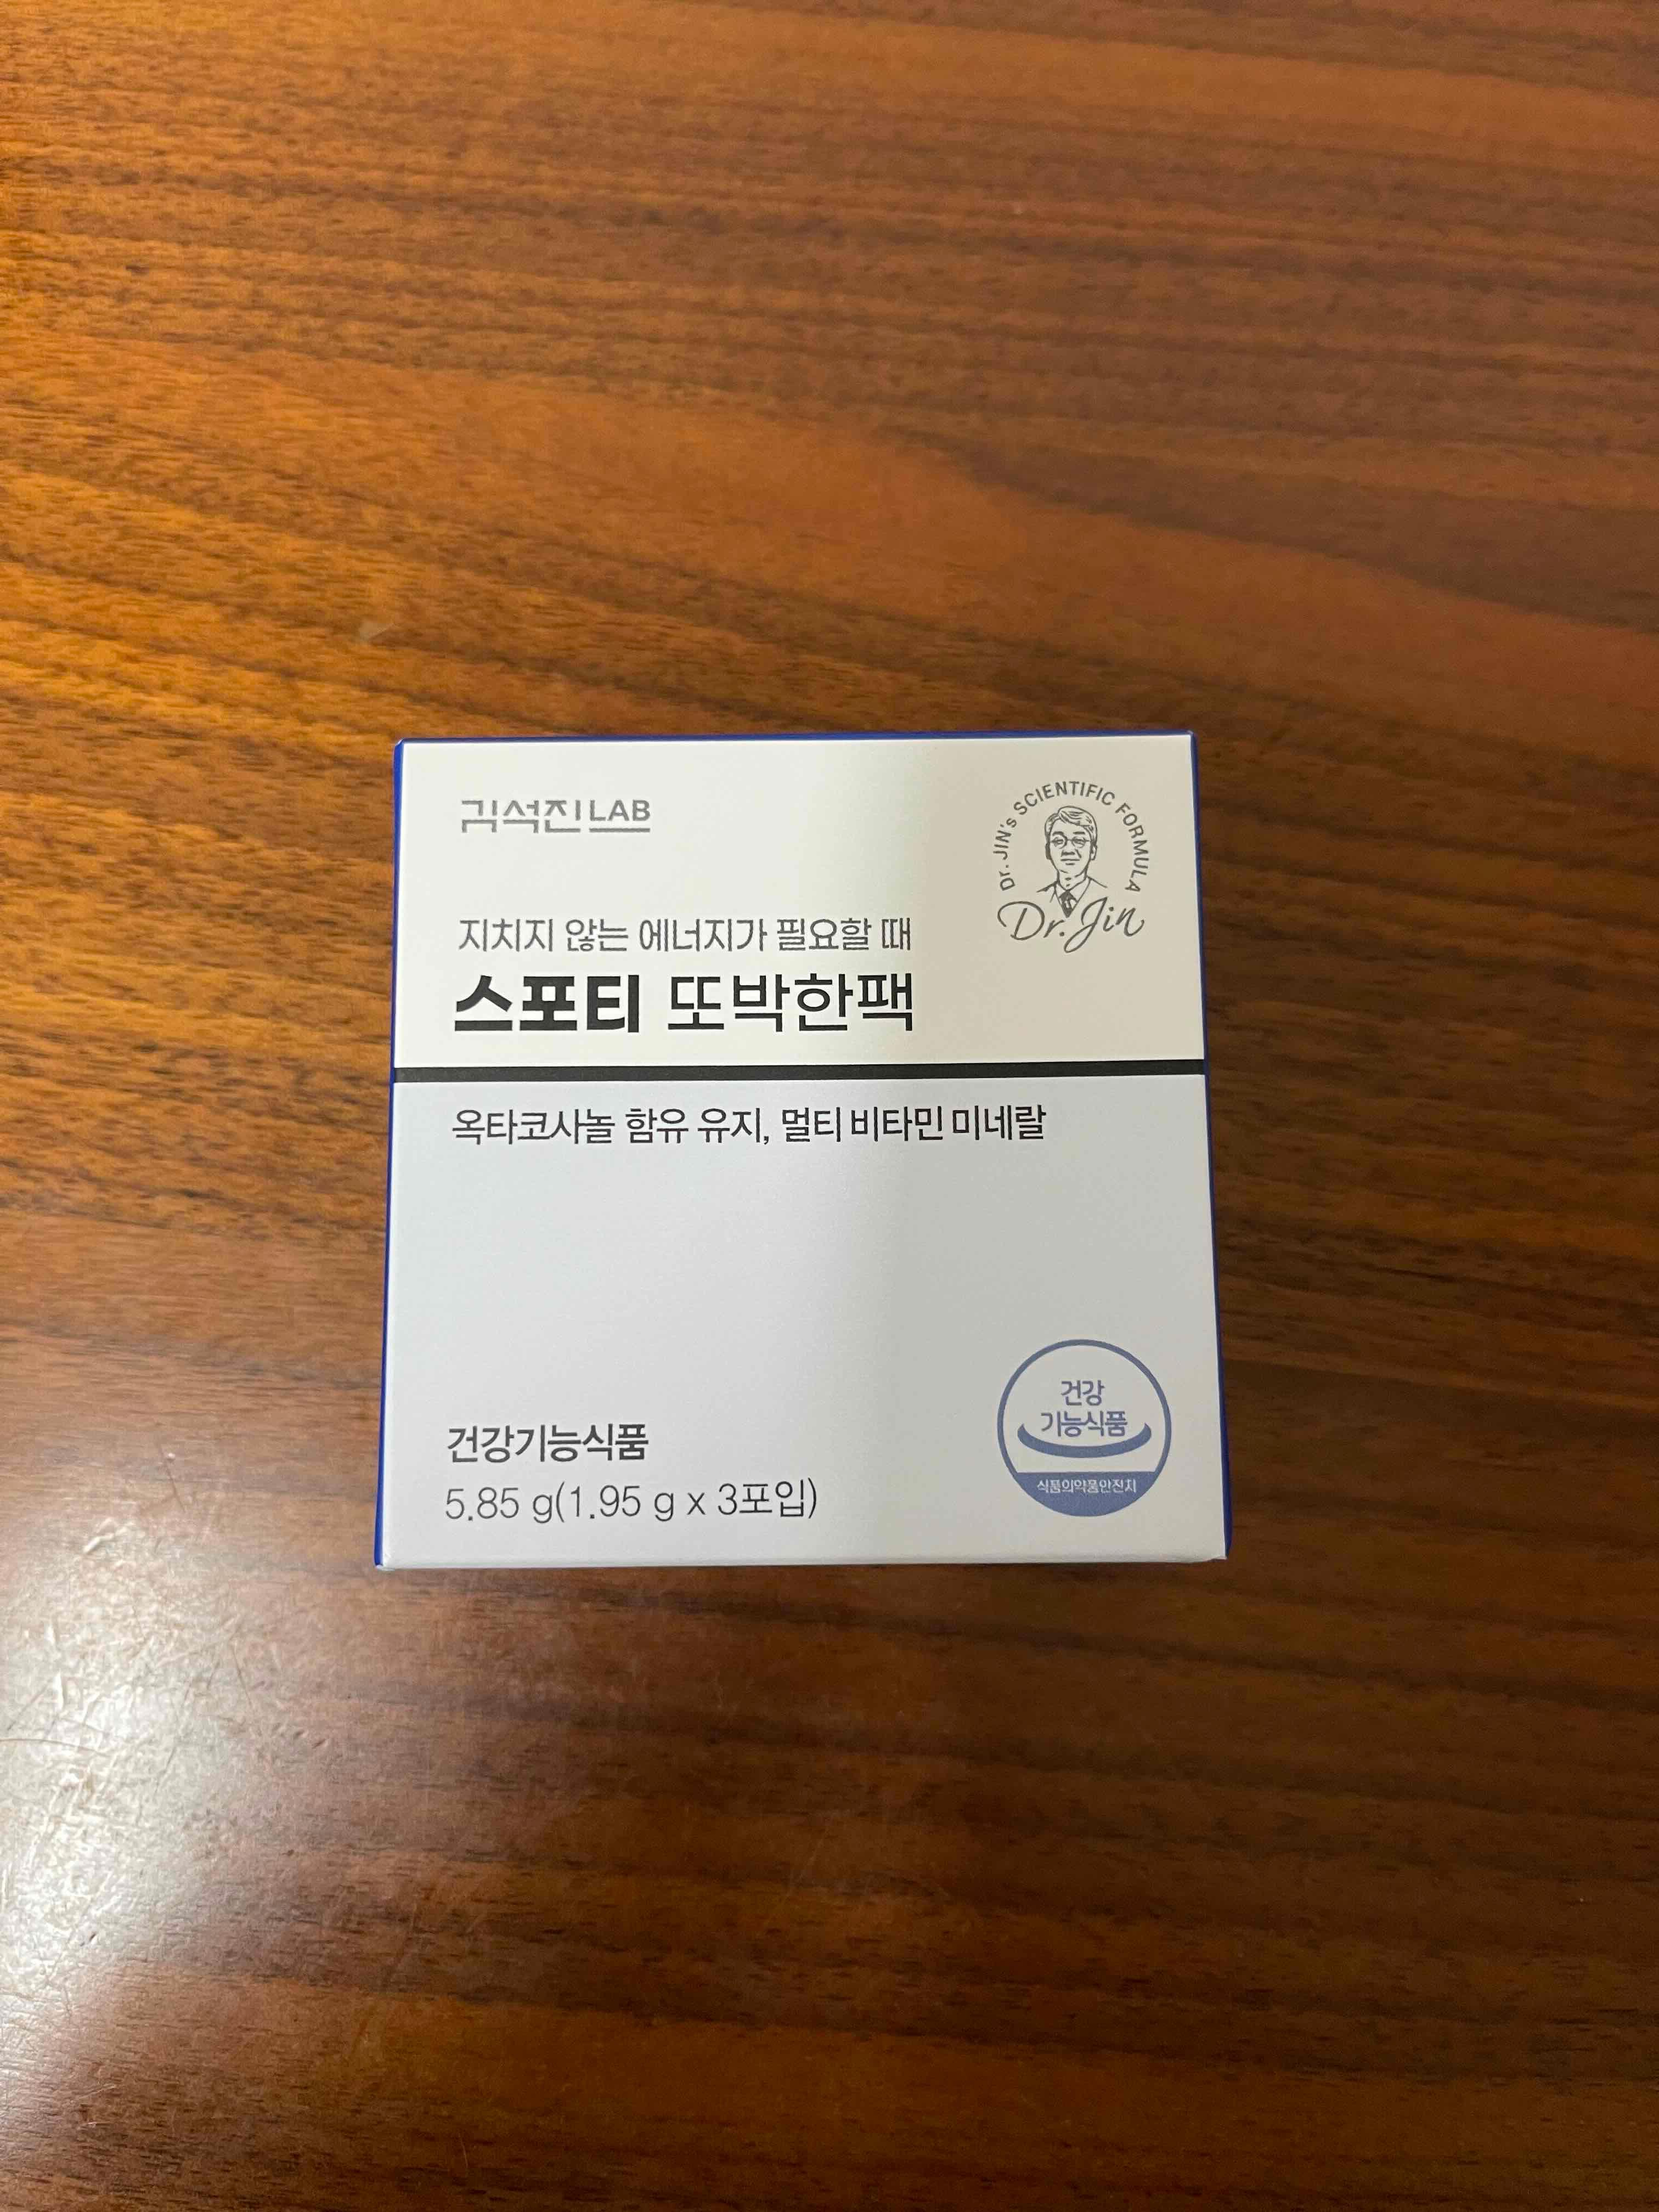 김석진LAB
Dr. JIN's SCIENTIFIC FORMULA
Dr.Jin
지치지 않는 에너지가 필요할 때
스포티 또박한팩
옥타코사놀 함유 유지, 멀티 비타민 미네랄
건강기능식품
5.85 g(1.95 g x 3포입)
건강
기능식품
식품의약품안전처